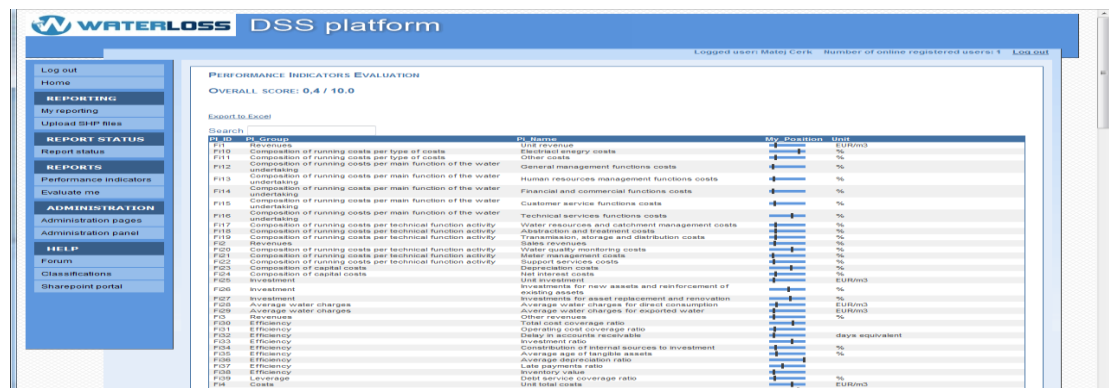 WATERLOSS DSS platform
Logged user: Matej Cerk Number of online registered users: 1 Log out
Log out
Home
REPORTING
My reporting
Upload SHP files
REPORT STATUS
Report status
REPORTS
Performance indicators
Evaluate me
ADMINISTRATION
Administration pages
Administration panel
HELP
Forum
Classifications
Sharepoint portal
PERFORMANCE INDICATORS EVALUATION
OVERALL SCORE: 0,4 / 10.0
Export to Excel
Search
PI_ID PI_Group PI_Name My_Position Unit
Fi1 Revenues Unit revenue EUR/m3
Fi10 Composition of running costs per type of costs Electriacl enegry costs %
Fi11 Composition of running costs per type of costs Other costs %
Fi12 Composition of running costs per main function of the water undertaking General management functions costs %
Fi13 Composition of running costs per main function of the water undertaking Human resources management functions costs %
Fi14 Composition of running costs per main function of the water undertaking Financial and commercial functions costs %
Fi15 Composition of running costs per main function of the water undertaking Customer service functions costs %
Fi16 Composition of running costs per main function of the water undertaking Technical services functions costs %
Fi17 Composition of running costs per technical function activity Water resources and catchment management costs %
Fi18 Composition of running costs per technical function activity Abstraction and treatment costs %
Fi19 Composition of running costs per technical function activity Transmission, storage and distribution costs %
Fi2 Revenues Sales revenues %
Fi20 Composition of running costs per technical function activity Water quality monitoring costs %
Fi21 Composition of running costs per technical function activity Meter management costs %
Fi22 Composition of running costs per technical function activity Support services costs %
Fi23 Composition of capital costs Depreciation costs %
Fi24 Composition of capital costs Net interest costs %
Fi25 Investment Unit investment EUR/m3
Fi26 Investment Investments for new assets and reinforcement of existing assets %
Fi27 Investment Investments for asset replacement and renovation %
Fi28 Average water charges Average water charges for direct consumption EUR/m3
Fi29 Average water charges Average water charges for exported water EUR/m3
Fi3 Revenues Other revenues %
Fi30 Efficiency Total cost coverage ratio
Fi31 Efficiency Operating cost coverage ratio
Fi32 Efficiency Delay in accounts receivable days equivalent
Fi33 Efficiency Investment ratio
Fi34 Efficiency Constribution of internal sources to investment %
Fi35 Efficiency Average age of tangible assets %
Fi36 Efficiency Average depreciation ratio
Fi37 Efficiency Late payments ratio
Fi38 Efficiency Inventory value
Fi39 Leverage Debt service coverage ratio %
Fi4 Costs Unit total costs EUR/m3